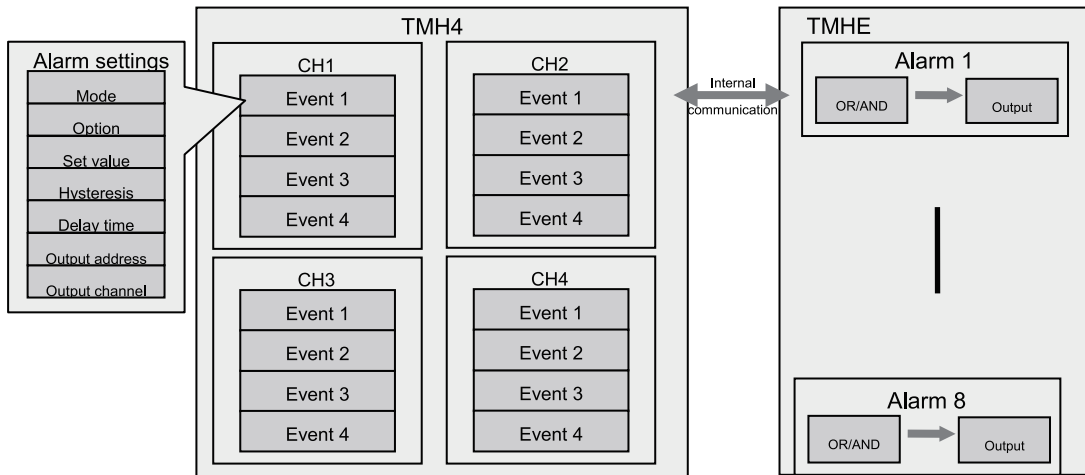 Alarm settings
Mode
Option
Set value
Hysteresis
Delay time
Output address
Output channel
TMH4
CH1
Event 1
Event 2
Event 3
Event 4
CH2
Event 1
Event 2
Event 3
Event 4
CH3
Event 1
Event 2
Event 3
Event 4
CH4
Event 1
Event 2
Event 3
Event 4
Internal
communication
TMHE
Alarm 1
OR/AND
Output
Alarm 8
OR/AND
Output